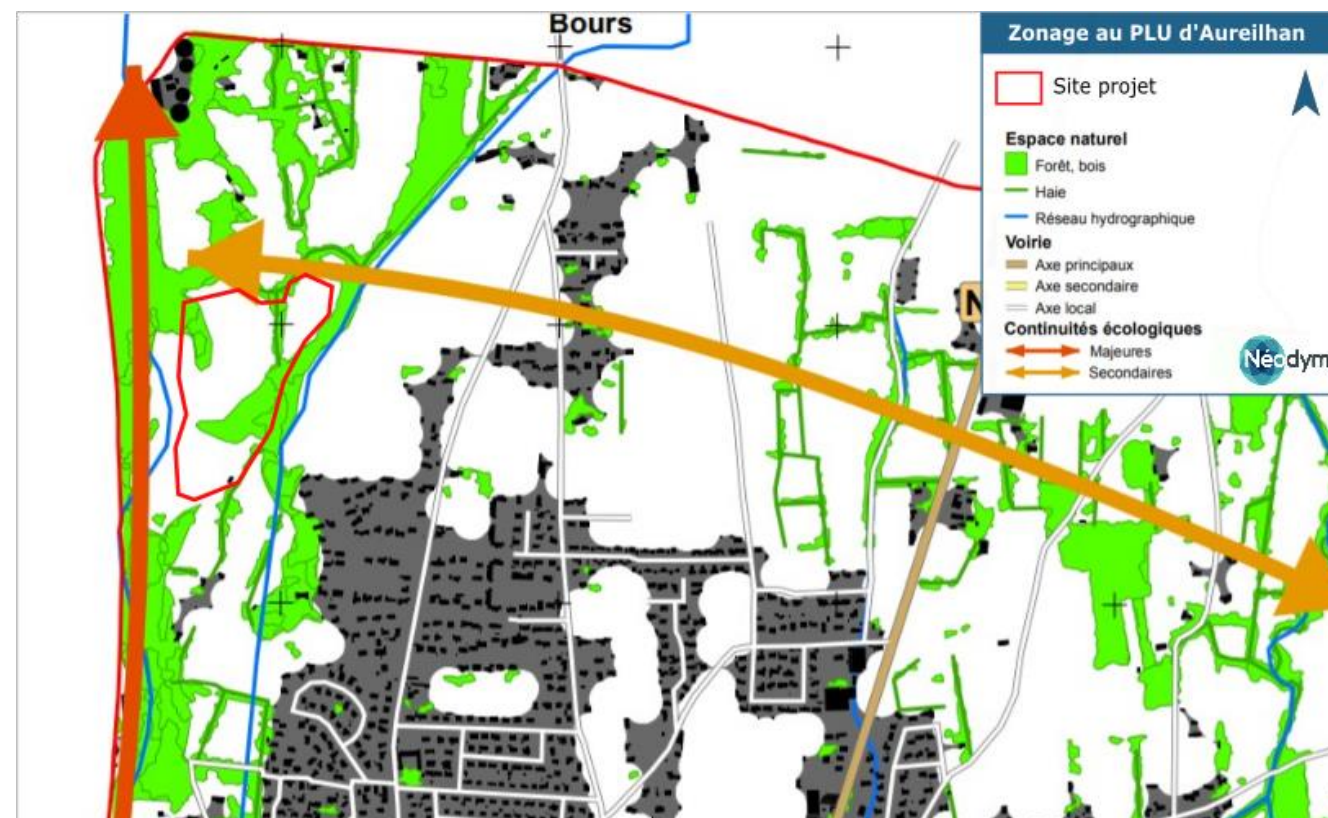 Bours
Zonage au PLU d'Aureilhan
Site projet
Espace naturel
Forêt, bois
Haie
Réseau hydrographique
Voirie
Axe principaux
Axe secondaire
Axe local
Continuités écologiques
Majeures
Secondaires
Néodym
N